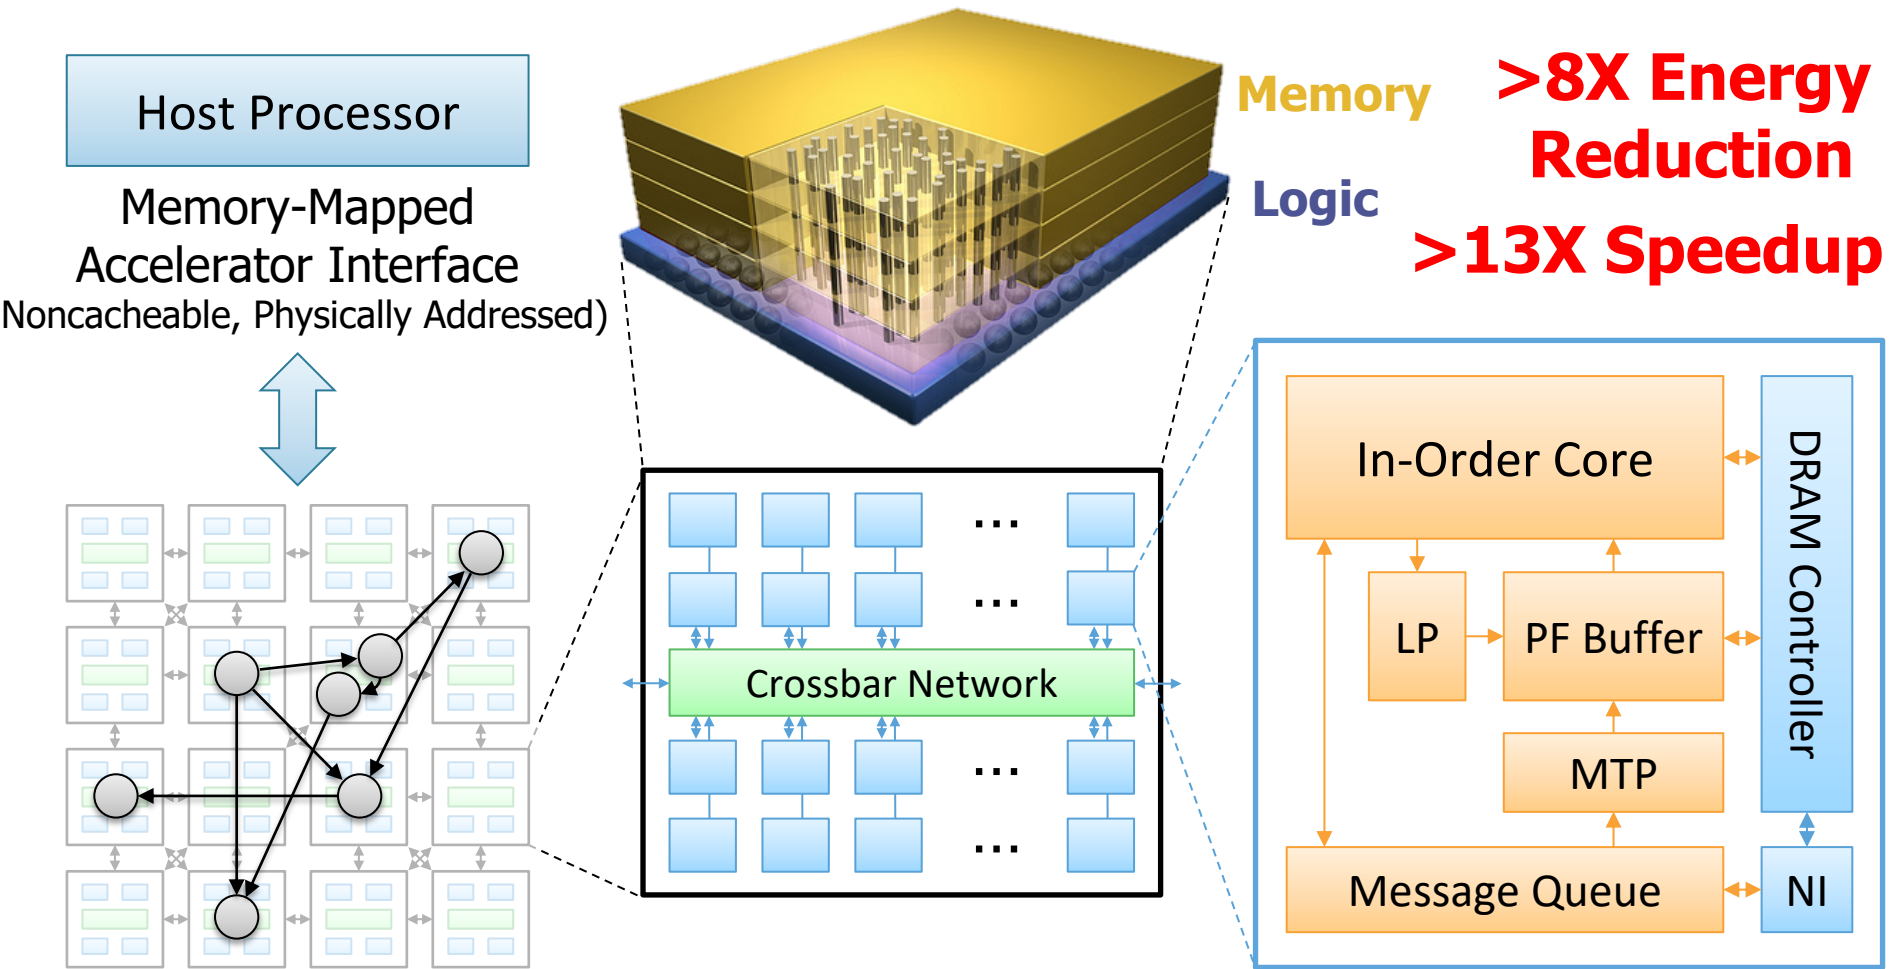 Host Processor
Memory-Mapped
Accelerator Interface
Noncacheable, Physically Addressed)
Memory
Logic
>8X Energy
Reduction
>13X Speedup
...
...
Crossbar Network
...
...
In-Order Core
DRAM Controller
LP
PF Buffer
MTP
Message Queue
NI